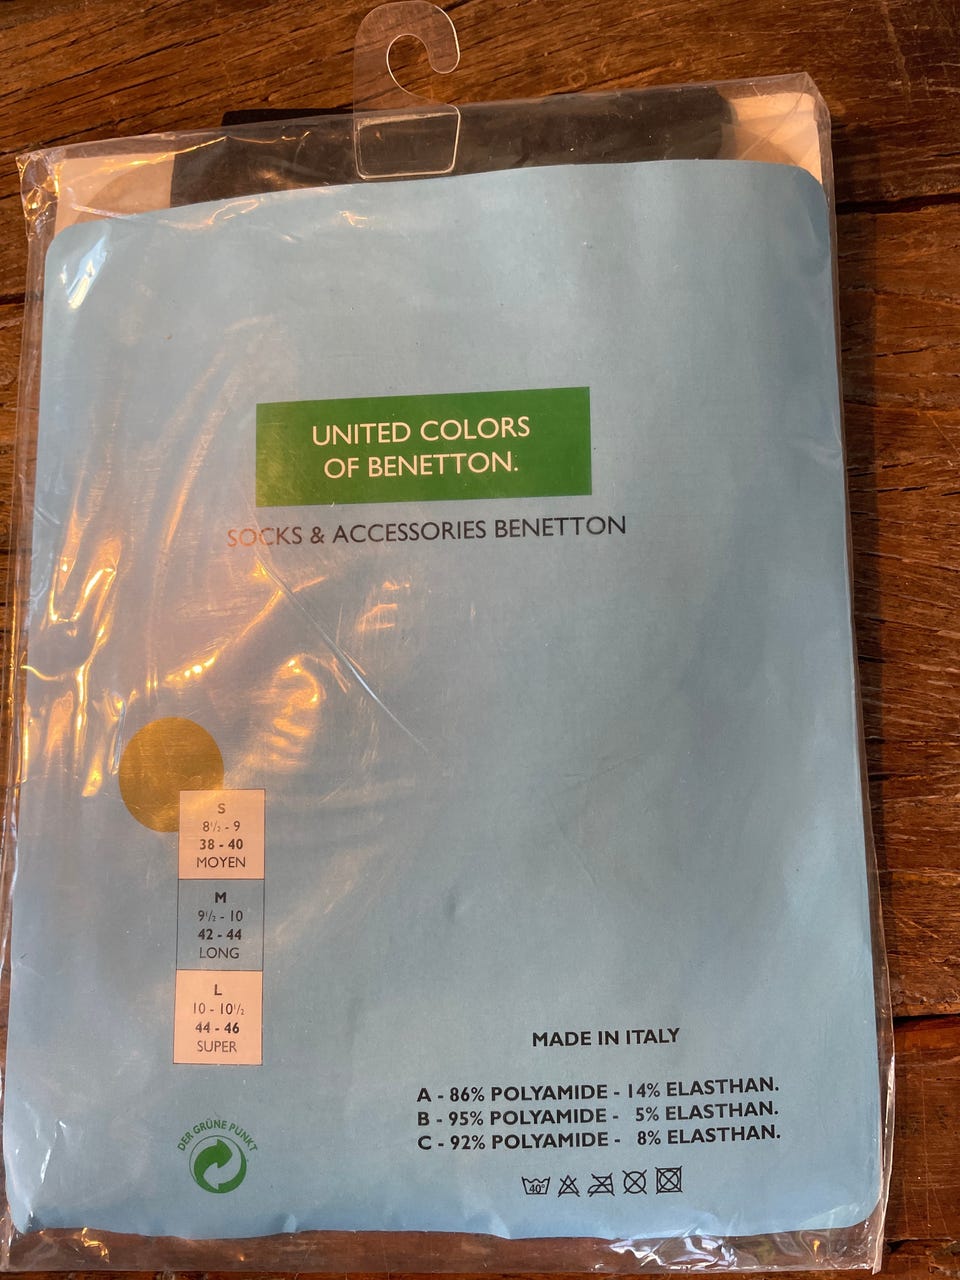 UNITED COLORS
OF BENETTON.
SOCKS & ACCESSORIES BENETTON
S
8½ - 9
38 - 40
MOYEN
M
9½ - 10
42 - 44
LONG
L
10 - 10½
44 - 46
SUPER
MADE IN ITALY
A - 86% POLYAMIDE - 14% ELASTHAN.
B - 95% POLYAMIDE - 5% ELASTHAN.
C - 92% POLYAMIDE - 8% ELASTHAN.
DER GRÜNE PUNKT
40°